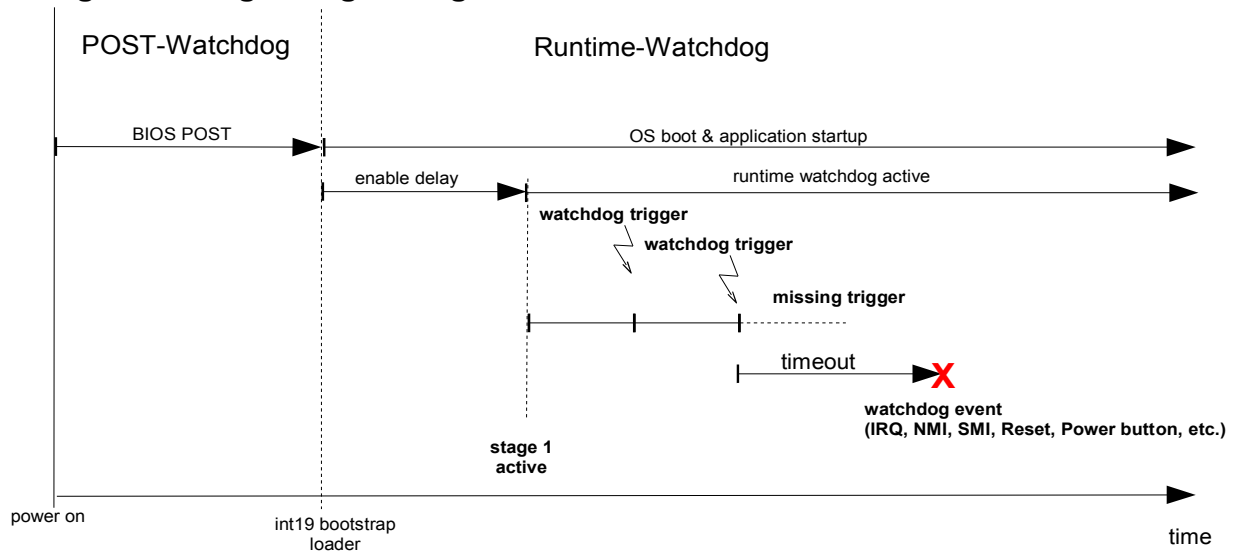 POST-Watchdog
Runtime-Watchdog
BIOS POST
OS boot & application startup
enable delay
runtime watchdog active
watchdog trigger
watchdog trigger
missing trigger
timeout
X
watchdog event
(IRQ, NMI, SMI, Reset, Power button, etc.)
stage 1
active
power on
int19 bootstrap
loader
time